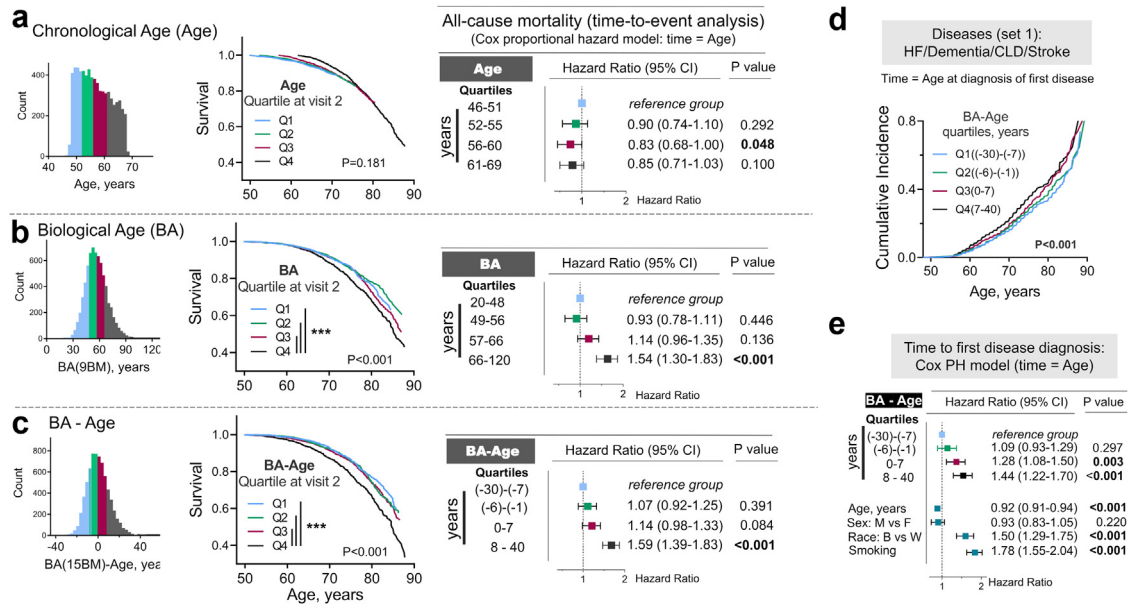 a
Chronological Age (Age)
Count
400
200
0
40 50 60 70
Age, years
Survival
1.0
0.8
0.6
0.4
Age
Quartile at visit 2
Q1
Q2
Q3
Q4
P=0.181
50 60 70 80 90
All-cause mortality (time-to-event analysis)
(Cox proportional hazard model: time = Age)
Age Hazard Ratio (95% CI) P value
Quartiles
years
46-51 reference group
52-55 0.90 (0.74-1.10) 0.292
56-60 0.83 (0.68-1.00) 0.048
61-69 0.85 (0.71-1.03) 0.100
1 2
Hazard Ratio
b
Biological Age (BA)
Count
600
400
200
0
0 30 60 90 120
BA(9BM), years
Survival
1.0
0.8
0.6
0.4
BA
Quartile at visit 2
Q1
Q2
Q3
Q4
***
P<0.001
50 60 70 80 90
BA Hazard Ratio (95% CI) P value
Quartiles
years
20-48 reference group
49-56 0.93 (0.78-1.11) 0.446
57-66 1.14 (0.96-1.35) 0.136
66-120 1.54 (1.30-1.83) <0.001
1 2
Hazard Ratio
c
BA - Age
Count
800
600
400
200
0
-40 0 40
BA(15BM)-Age, yea
Survival
1.0
0.8
0.6
0.4
BA-Age
Quartile at visit 2
Q1
Q2
Q3
Q4
***
P<0.001
50 60 70 80 90
Age, years
BA-Age Hazard Ratio (95% CI) P value
Quartiles
years
(-30)-(-7) reference group
(-6)-(-1) 1.07 (0.92-1.25) 0.391
0-7 1.14 (0.98-1.33) 0.084
8 - 40 1.59 (1.39-1.83) <0.001
1 2
Hazard Ratio
d
Diseases (set 1):
HF/Dementia/CLD/Stroke
Time = Age at diagnosis of first disease
Cumulative Incidence
0.8
0.4
0.0
BA-Age
quartiles, years
Q1((-30)-(-7))
Q2((-6)-(-1))
Q3(0-7)
Q4(7-40)
P<0.001
50 60 70 80 90
Age, years
e
Time to first disease diagnosis:
Cox PH model (time = Age)
BA - Age Hazard Ratio (95% CI) P value
Quartiles
years
(-30)-(-7) reference group
(-6)-(-1) 1.09 (0.93-1.29) 0.297
0-7 1.28 (1.08-1.50) 0.003
8 - 40 1.44 (1.22-1.70) <0.001
Age, years 0.92 (0.91-0.94) <0.001
Sex: M vs F 0.93 (0.83-1.05) 0.220
Race: B vs W 1.50 (1.29-1.75) <0.001
Smoking 1.78 (1.55-2.04) <0.001
1 2 Hazard Ratio